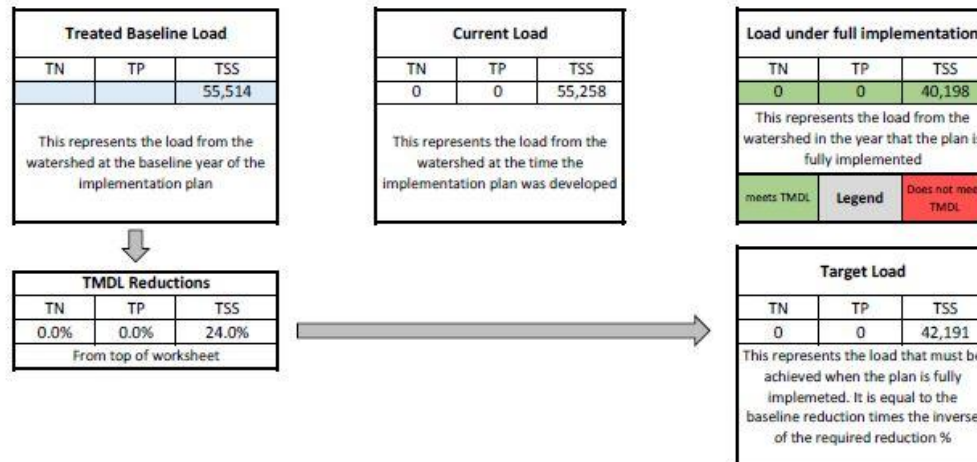 Treated Baseline Load
TN TP TSS
55,514
This represents the load from the
watershed at the baseline year of the
implementation plan
Current Load
TN TP TSS
0 0 55,258
This represents the load from the
watershed at the time the
implementation plan was developed
Load under full implementation
TN TP TSS
0 0 40,198
This represents the load from the
watershed in the year that the plan i
fully implemented
meets TMDL
Legend
Does not mee
TMDL
TMDL Reductions
TN TP TSS
0.0% 0.0% 24.0%
From top of worksheet
Target Load
TN TP TSS
0 0 42,191
This represents the load that must b
achieved when the plan is fully
implemeted. It is equal to the
baseline reduction times the inverse
of the required reduction %